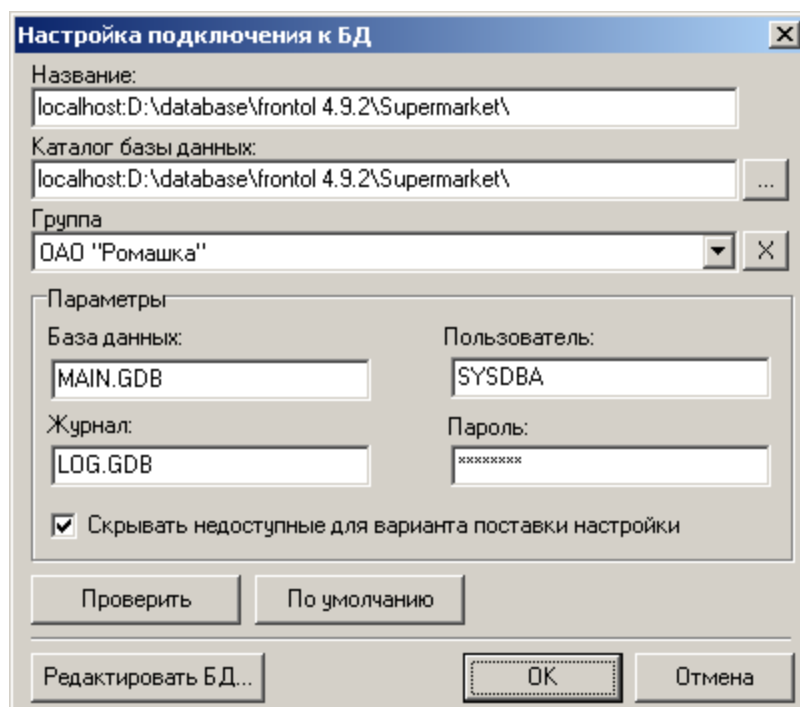 Настройка подключения к БД
Название:
localhost:D:\database\frontol 4.9.2\Supermarket\
Каталог базы данных:
localhost:D:\database\frontol 4.9.2\Supermarket\
...
Группа
ОАО "Ромашка"
X
Параметры
База данных:
Пользователь:
MAIN.GDB
SYSDBA
Журнал:
Пароль:
LOG.GDB
********
Скрывать недоступные для варианта поставки настройки
Проверить
По умолчанию
Редактировать БД...
OK
Отмена